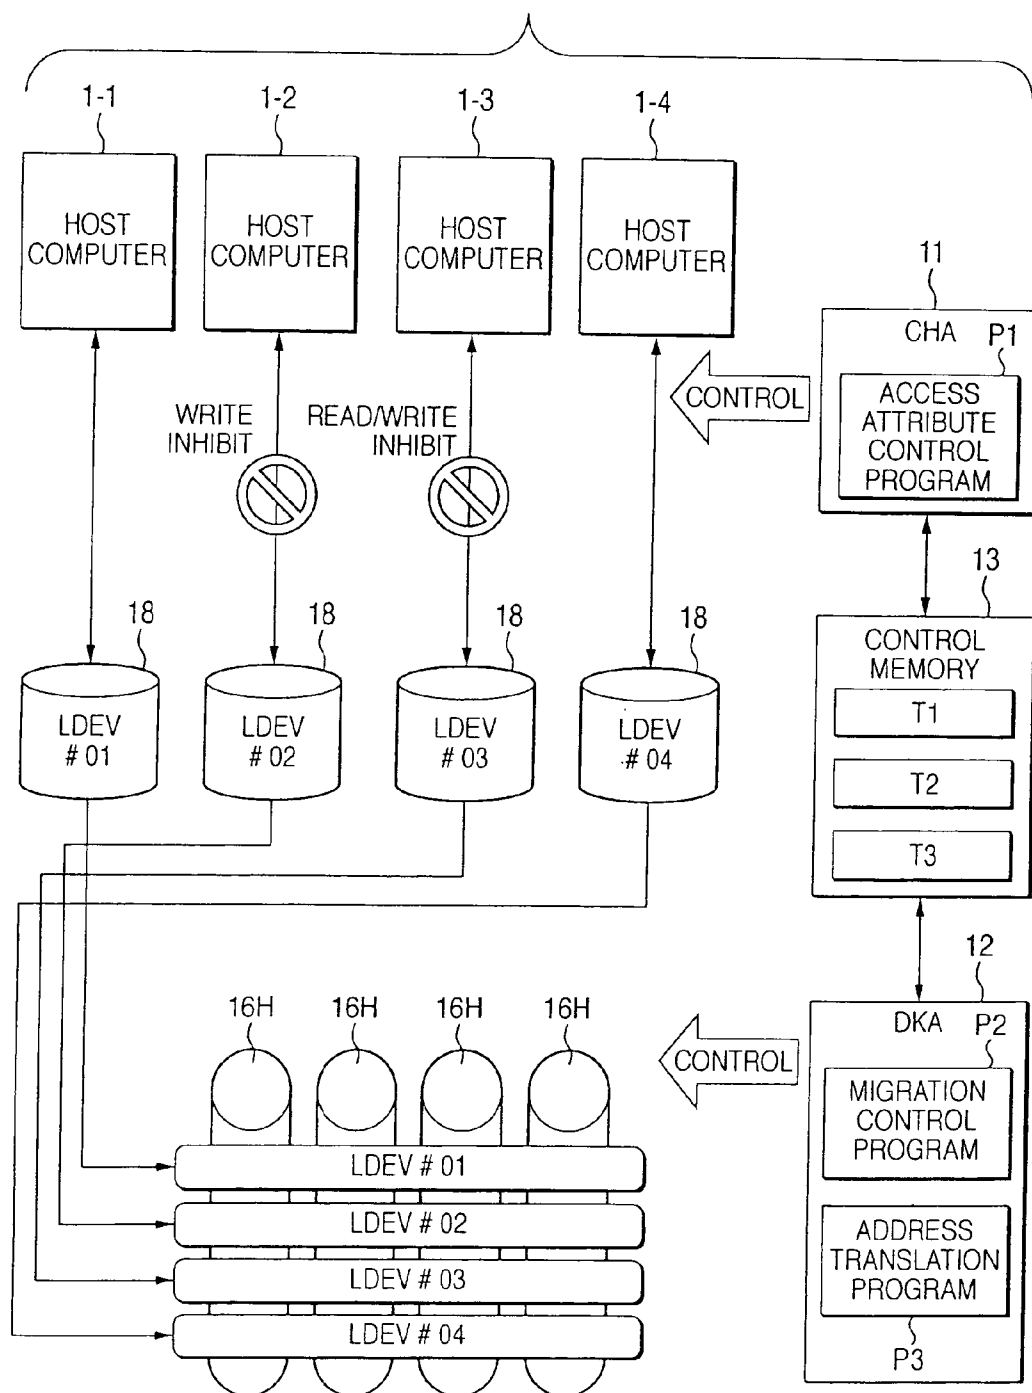 1-1
1-2
1-3
1-4
HOST
COMPUTER
HOST
COMPUTER
HOST
COMPUTER
HOST
COMPUTER
11
CHA
P1
ACCESS
ATTRIBUTE
CONTROL
PROGRAM
CONTROL
WRITE
INHIBIT
READ/WRITE
INHIBIT
13
CONTROL
MEMORY
T1
T2
T3
18
18
18
18
LDEV
# 01
LDEV
# 02
LDEV
# 03
LDEV
# 04
12
DKA
P2
MIGRATION
CONTROL
PROGRAM
ADDRESS
TRANSLATION
PROGRAM
P3
CONTROL
16H
16H
16H
16H
LDEV # 01
LDEV # 02
LDEV # 03
LDEV # 04